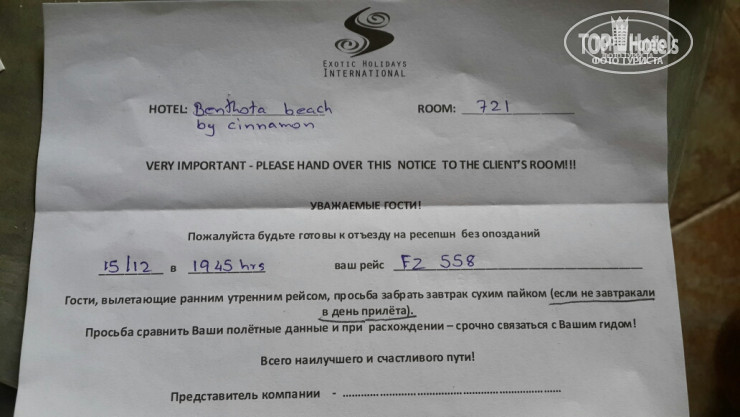 TOPHotels
ФОТО ТУРИСТА
EXOTIC HOLIDAYS
INTERNATIONAL
HOTEL: Benthota beach
by cinnamon
ROOM: 721
VERY IMPORTANT - PLEASE HAND OVER THIS NOTICE TO THE CLIENT'S ROOM!!!
УВАЖАЕМЫЕ ГОСТИ!
Пожалуйста будьте готовы к отъезду на ресепшн без опозданий
15/12 в 1945 hrs ваш рейс FZ 558
Гости, вылетающие ранним утренним рейсом, просьба забрать завтрак сухим пайком (если не завтракали
в день прилёта).
Просьба сравнить Ваши полётные данные и при расхождении – срочно связаться с Вашим гидом!
Всего наилучшего и счастливого пути!
Представитель компании - ..........................................................